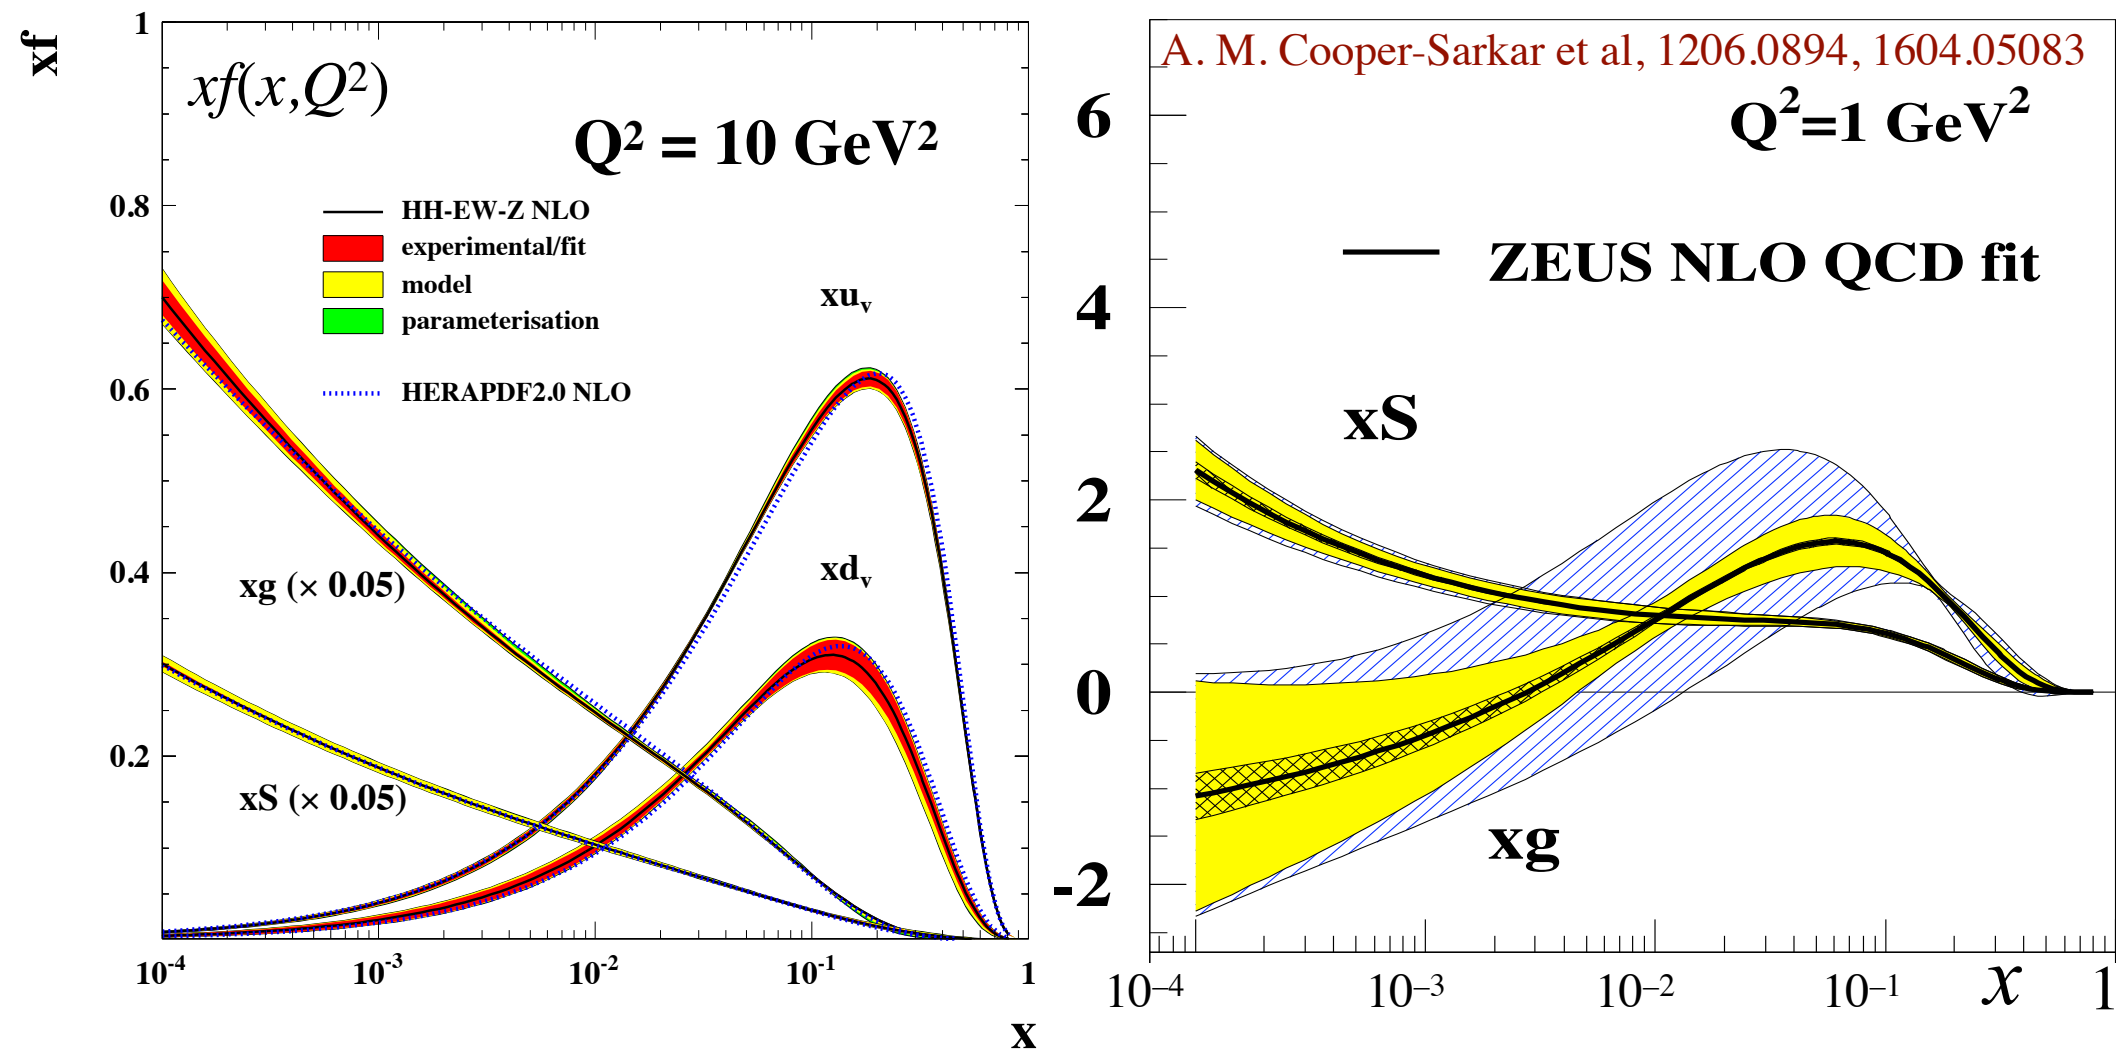 xf
1
0.8
0.6
0.4
0.2
xf(x,Q²)
Q² = 10 GeV²
HH-EW-Z NLO
experimental/fit
model
parameterisation
HERAPDF2.0 NLO
xuᵥ
xdᵥ
xg (× 0.05)
xS (× 0.05)
10⁻⁴ 10⁻³ 10⁻² 10⁻¹ 1
x
A. M. Cooper-Sarkar et al, 1206.0894, 1604.05083
Q²=1 GeV²
ZEUS NLO QCD fit
6
4
2
0
-2
xS
xg
10⁻⁴ 10⁻³ 10⁻² 10⁻¹ x 1